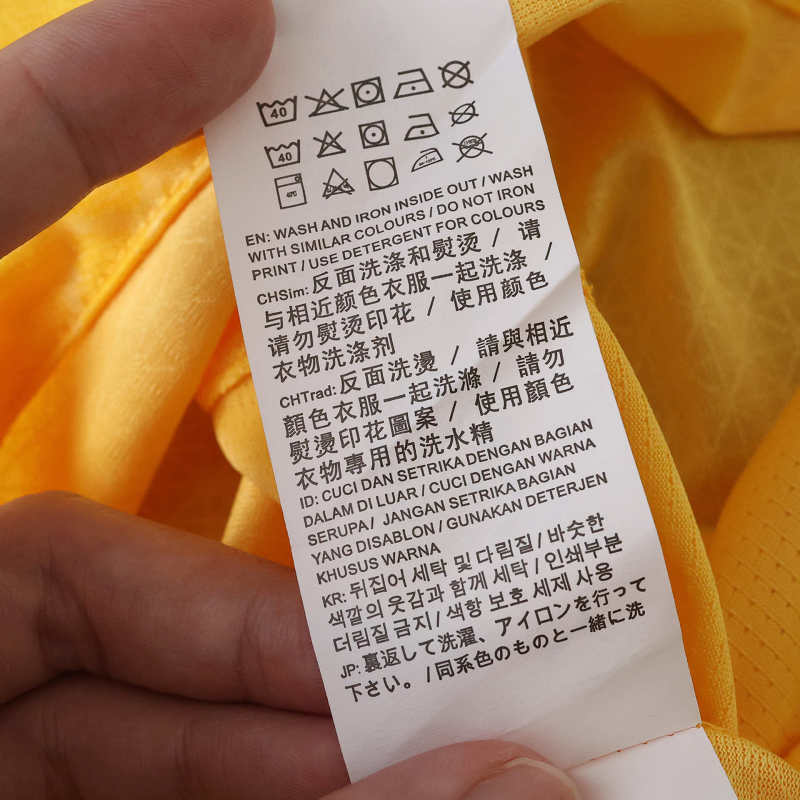 40
40
EN: WASH AND IRON INSIDE OUT / WASH
WITH SIMILAR COLOURS / DO NOT IRON
PRINT / USE DETERGENT FOR COLOURS
CHSim: 反面洗涤和熨烫 / 请
与相近颜色衣服一起洗涤 /
请勿熨烫印花 / 使用颜色
衣物洗涤剂
CHTrad: 反面洗燙 / 請與相近
顏色衣服一起洗滌 / 請勿
熨燙印花圖案 / 使用顏色
衣物專用的洗水精
ID: CUCI DAN SETRIKA DENGAN BAGIAN
DALAM DI LUAR / CUCI DENGAN WARNA
SERUPA / JANGAN SETRIKA BAGIAN
YANG DISABLON / GUNAKAN DETERJEN
KHUSUS WARNA
KR: 뒤집어 세탁 및 다림질 / 비슷한
색깔의 옷감과 함께 세탁 / 인쇄부분
더림질 금지 / 색항 보호 세제 사용
JP: 裏返して洗濯、アイロンを行って
下さい。 / 同系色のものと一緒に洗